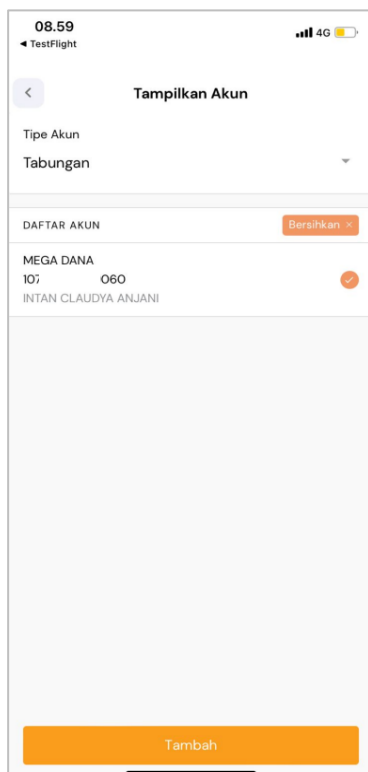 08.59
4G
◄ TestFlight
Tampilkan Akun
Tipe Akun
Tabungan
DAFTAR AKUN
Bersihkan ×
MEGA DANA
107 060
INTAN CLAUDYA ANJANI
Tambah